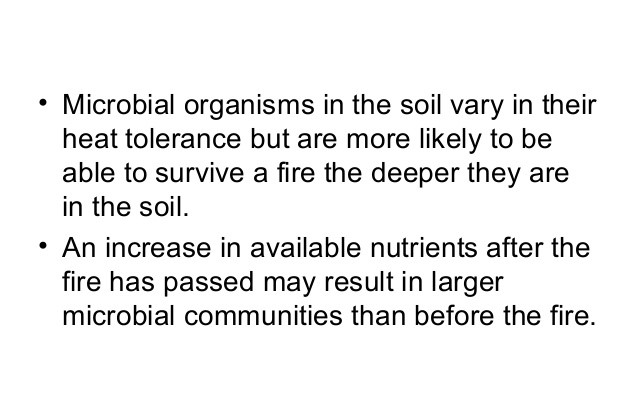 • Microbial organisms in the soil vary in their
heat tolerance but are more likely to be
able to survive a fire the deeper they are
in the soil.
• An increase in available nutrients after the
fire has passed may result in larger
microbial communities than before the fire.